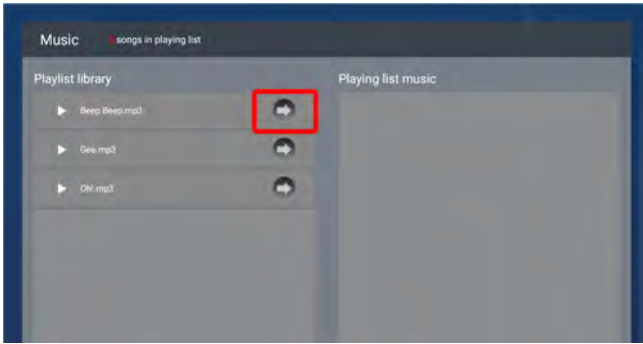 Music
songs in playing list
Playlist library
Playing list music
Beep Beep.mp3
Gee.mp3
Oh!.mp3